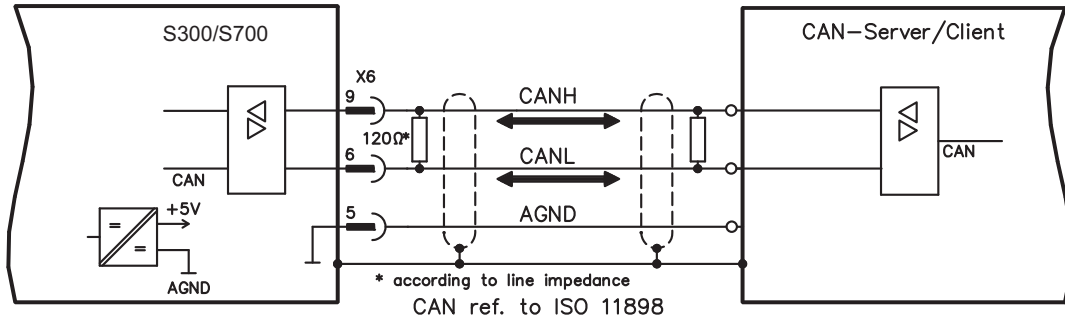 S300/S700
CAN-Server/Client
X6
9
CANH
120Ω*
6
CANL
CAN
CAN
+5V
5
AGND
=
=
AGND
* according to line impedance
CAN ref. to ISO 11898